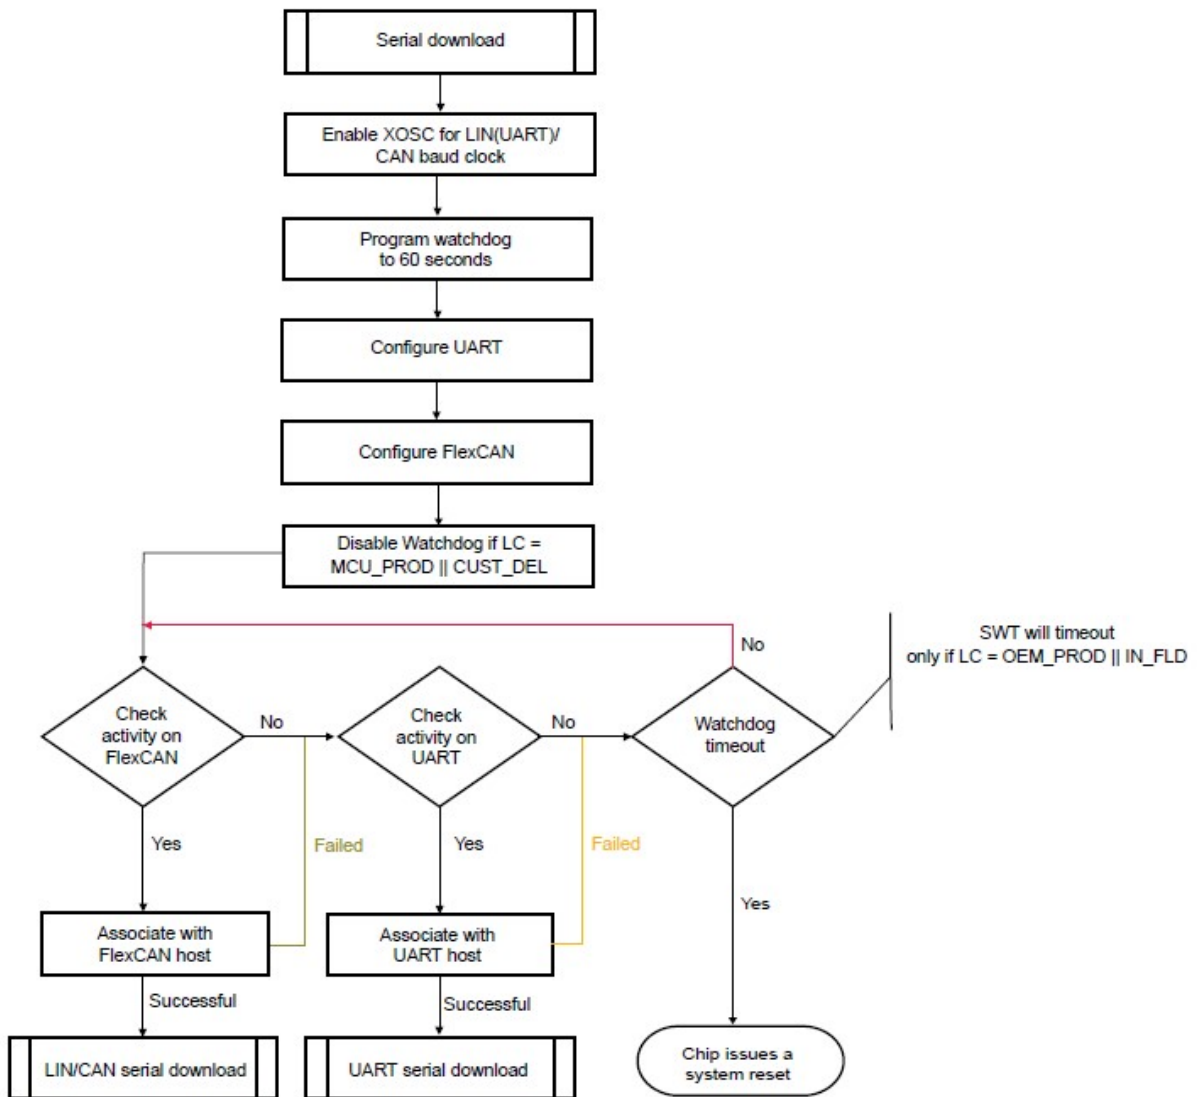 Serial download
Enable XOSC for LIN(UART)/
CAN baud clock
Program watchdog
to 60 seconds
Configure UART
Configure FlexCAN
Disable Watchdog if LC =
MCU_PROD || CUST_DEL
No
SWT will timeout
only if LC = OEM_PROD || IN_FLD
Check
activity on
FlexCAN
No
Check
activity on
UART
No
Watchdog
timeout
Yes
Failed
Yes
Failed
Yes
Associate with
FlexCAN host
Associate with
UART host
Successful
Successful
LIN/CAN serial download
UART serial download
Chip issues a
system reset